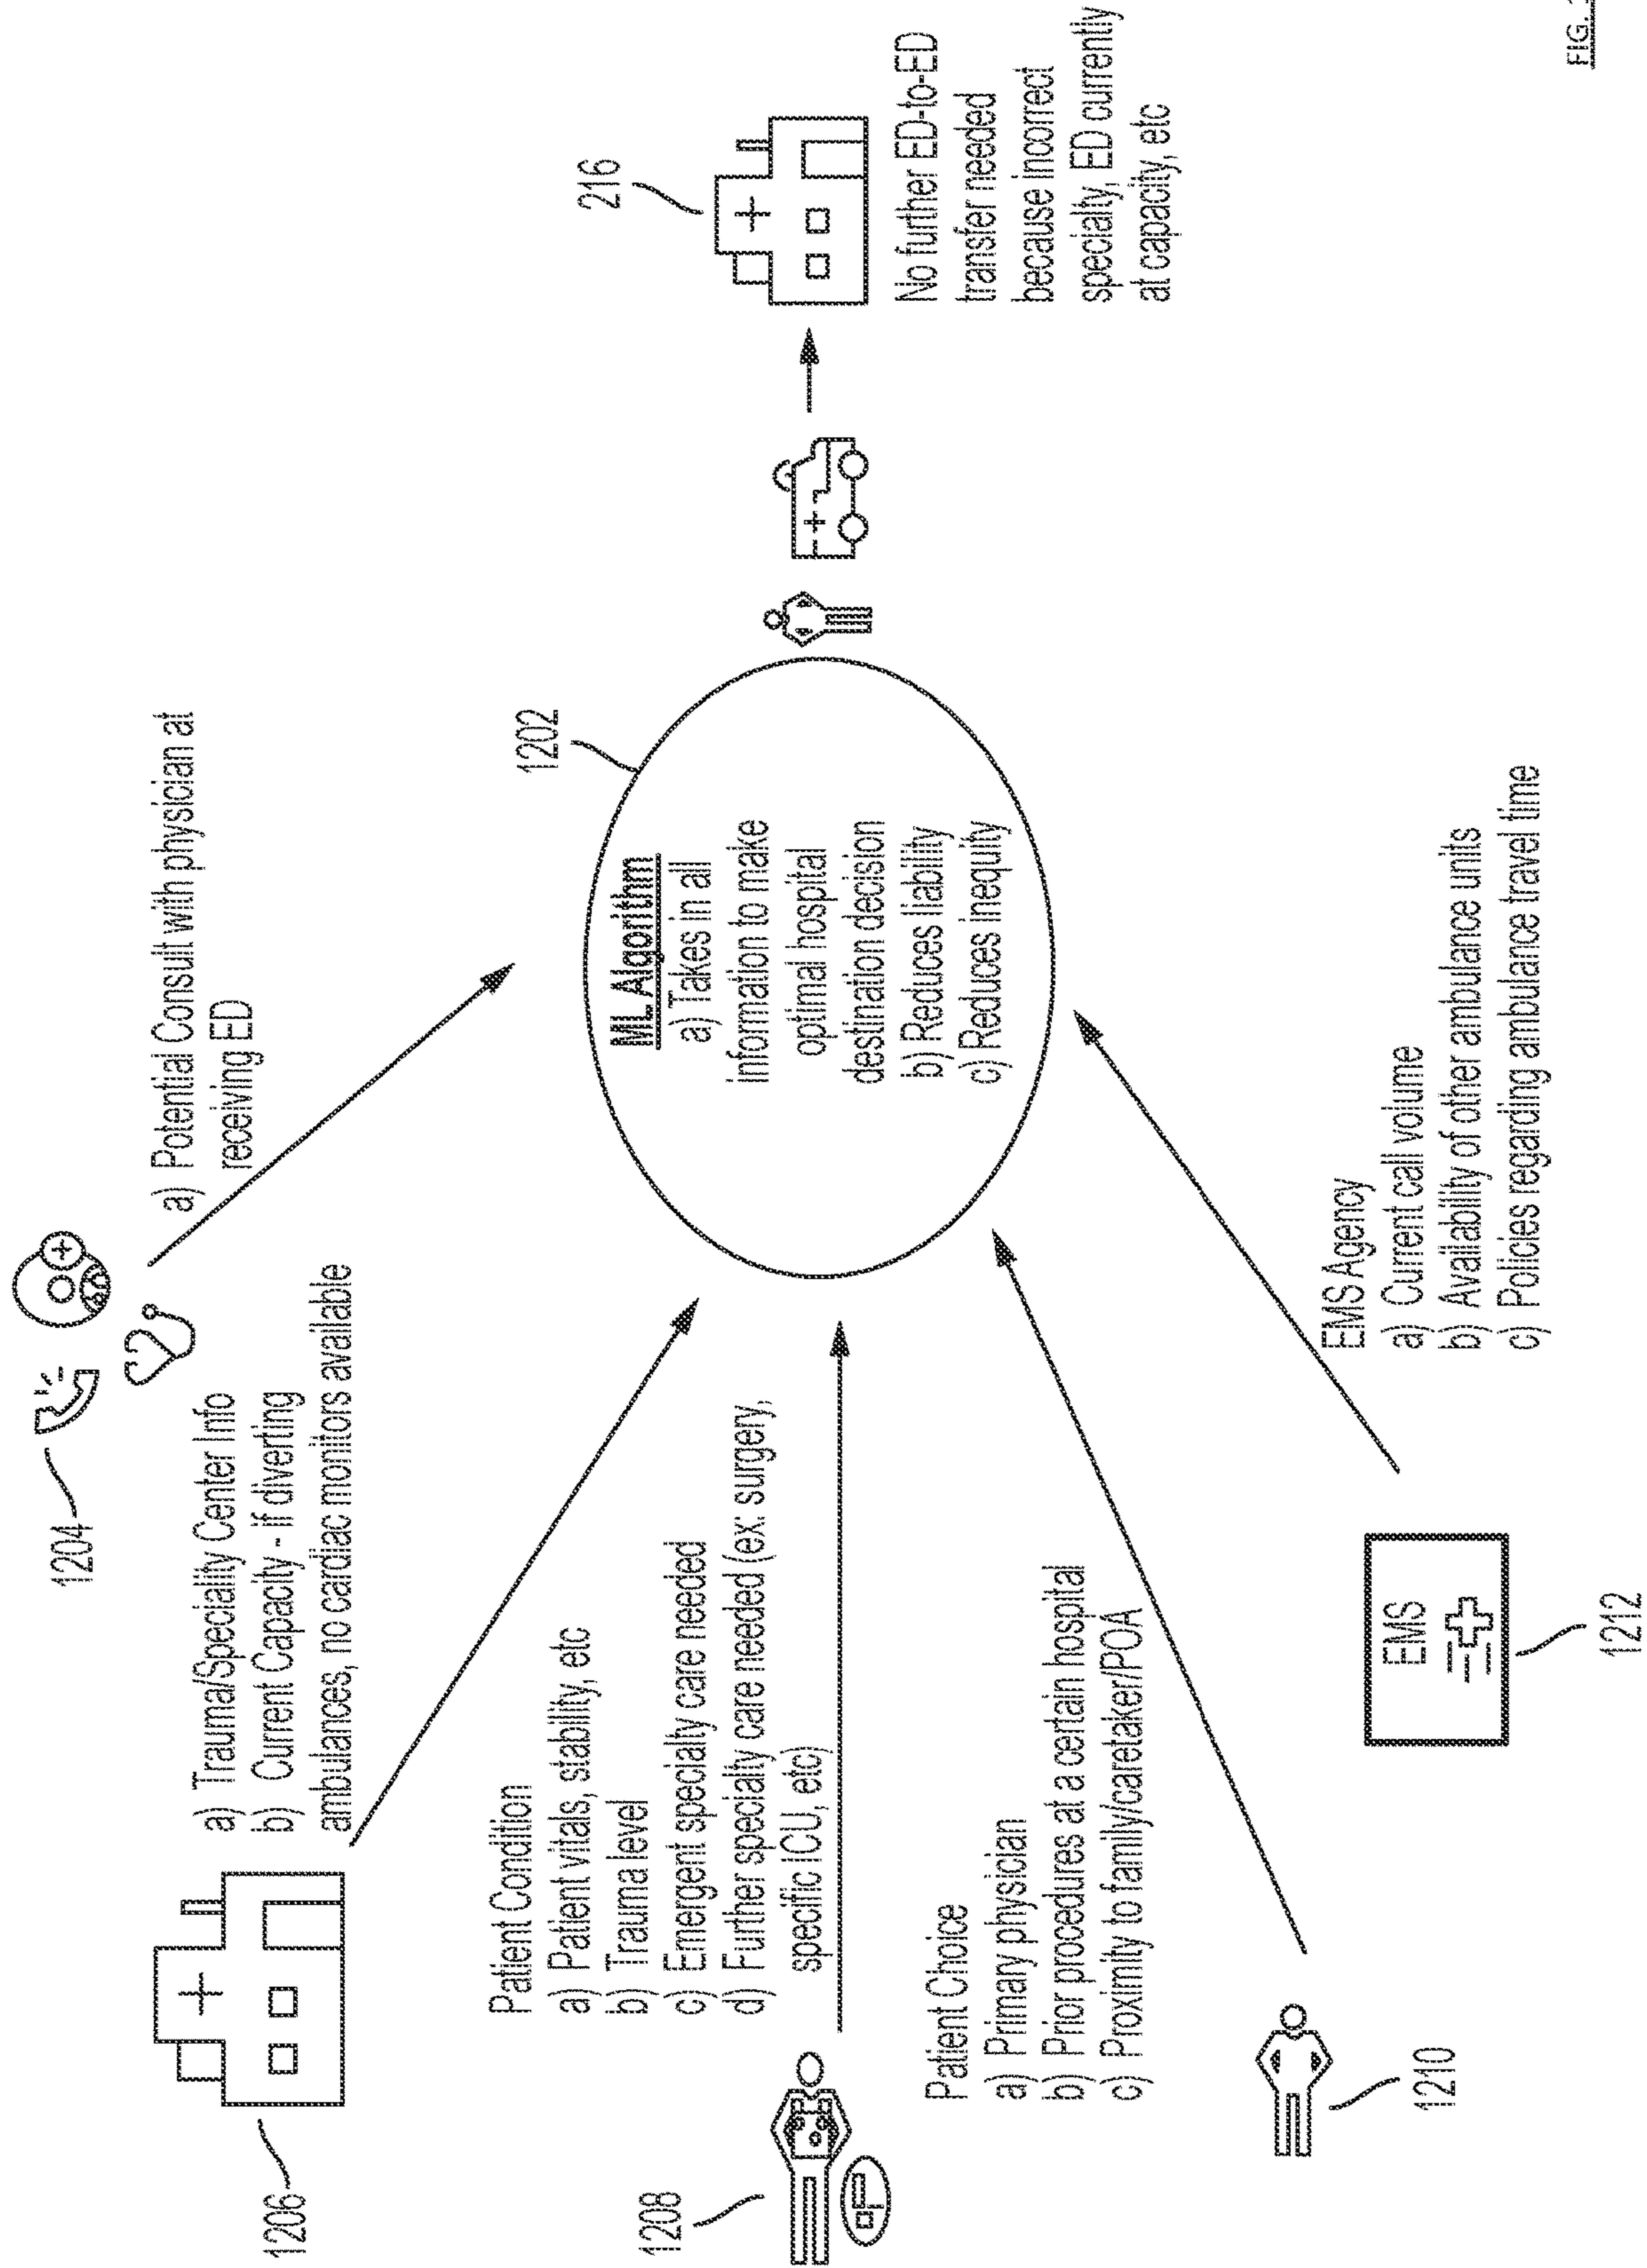 1204
a) Potential Consult with physician at
receiving ED
1206
a) Trauma/Speciality Center Info
b) Current Capacity - if diverting
ambulances, no cardiac monitors available
1208
Patient Condition
a) Patient vitals, stability, etc
b) Trauma level
c) Emergent specialty care needed
d) Further specialty care needed (ex: surgery,
specific ICU, etc)
1202
ML Algorithm
a) Takes in all
information to make
optimal hospital
destination decision
b) Reduces liability
c) Reduces inequity
216
No further ED-to-ED
transfer needed
because incorrect
specialty, ED currently
at capacity, etc
Patient Choice
a) Primary physician
b) Prior procedures at a certain hospital
c) Proximity to family/caretaker/POA
1210
EMS
1212
EMS Agency
a) Current call volume
b) Availability of other ambulance units
c) Policies regarding ambulance travel time
FIG.